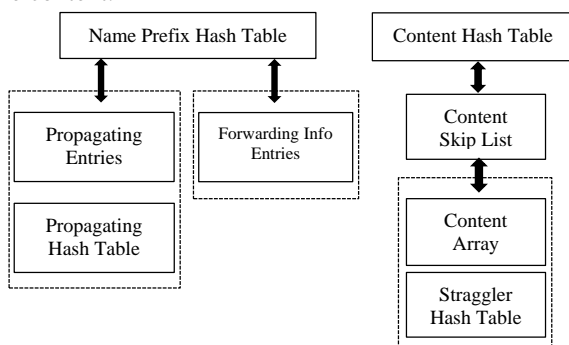 Name Prefix Hash Table
Content Hash Table
Propagating
Entries
Forwarding Info
Entries
Content
Skip List
Propagating
Hash Table
Content
Array
Straggler
Hash Table